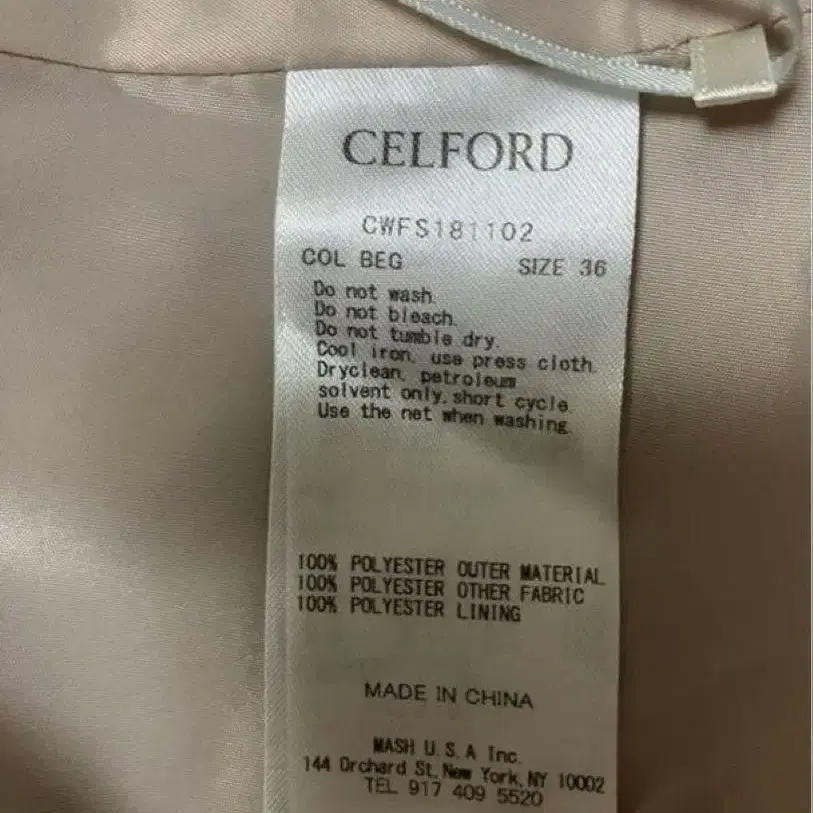 CELFORD
CWFS181102
COL BEG SIZE 36
Do not wash.
Do not bleach.
Do not tumble dry.
Cool iron, use press cloth.
Dryclean, petroleum
solvent only, short cycle.
Use the net when washing.
100% POLYESTER OUTER MATERIAL
100% POLYESTER OTHER FABRIC
100% POLYESTER LINING
MADE IN CHINA
MASH U.S.A Inc.
144 Orchard St, New York, NY 10002
TEL 917 409 5520